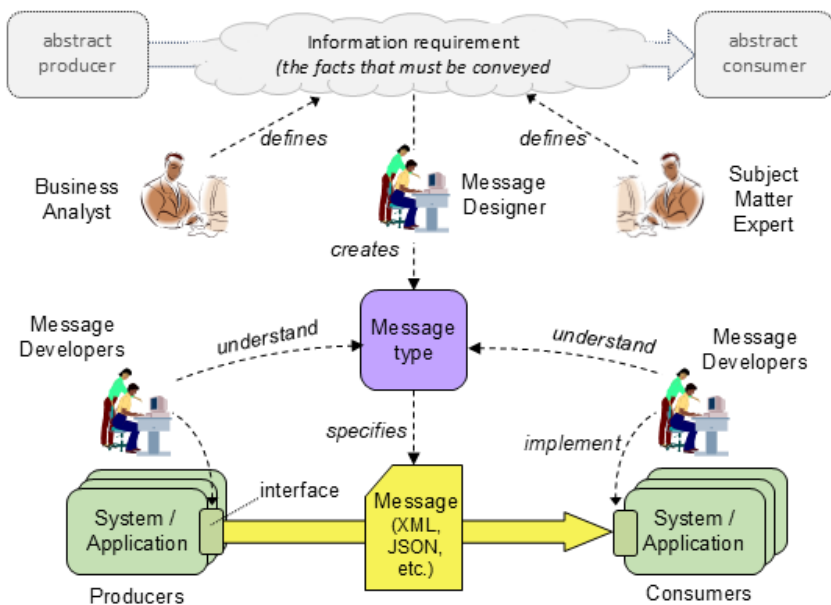 abstract
producer
Information requirement
(the facts that must be conveyed
abstract
consumer
defines
defines
Business
Analyst
Message
Designer
Subject
Matter
Expert
creates
Message
Developers
understand
Message
type
understand
Message
Developers
specifies
implement
interface
System /
Application
Message
(XML,
JSON,
etc.)
System /
Application
Producers
Consumers